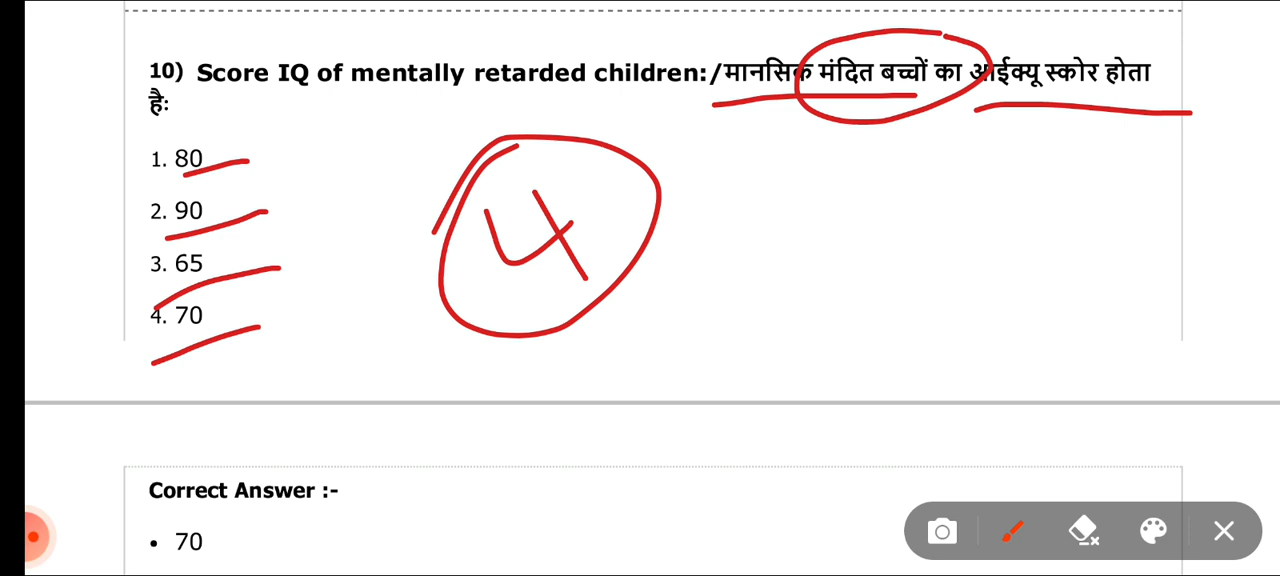 10) Score IQ of mentally retarded children:/मानसिक मंदित बच्चों का आईक्यू स्कोर होता
हैः
1. 80
2. 90
3. 65
4. 70
4
Correct Answer :-
• 70